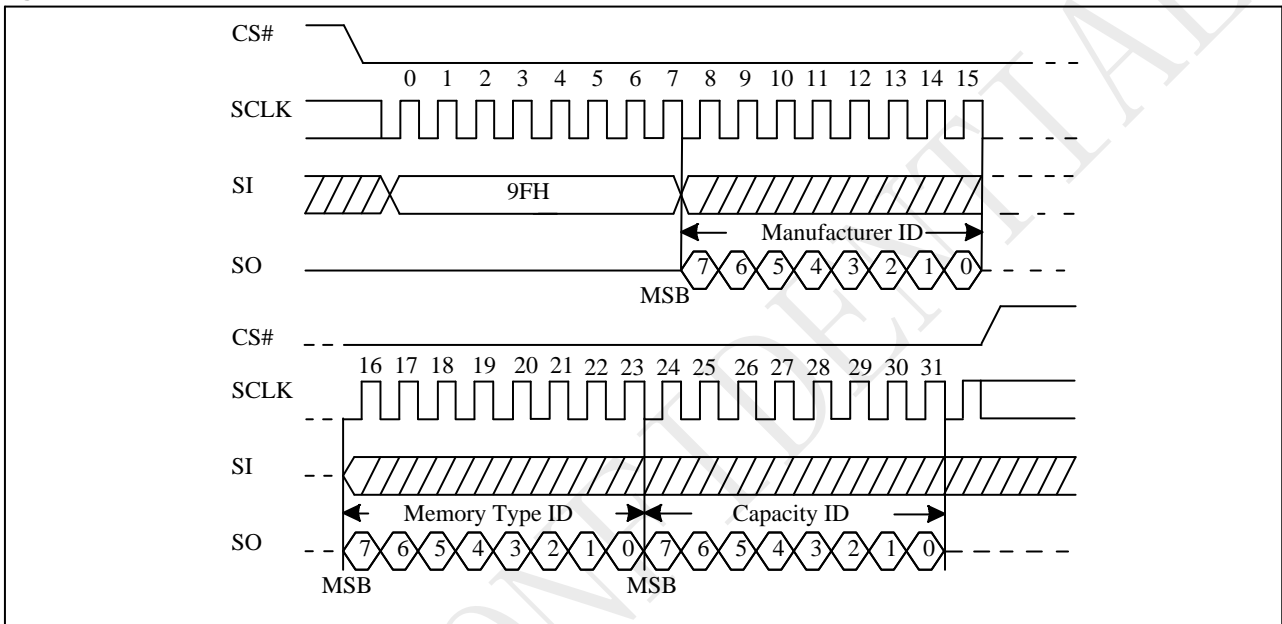 CS#
0 1 2 3 4 5 6 7 8 9 10 11 12 13 14 15
SCLK
SI
9FH
Manufacturer ID
SO
7 6 5 4 3 2 1 0
MSB
CS#
16 17 18 19 20 21 22 23 24 25 26 27 28 29 30 31
SCLK
SI
Memory Type ID Capacity ID
SO
7 6 5 4 3 2 1 0 7 6 5 4 3 2 1 0
MSB MSB
ONFIDENTIAL